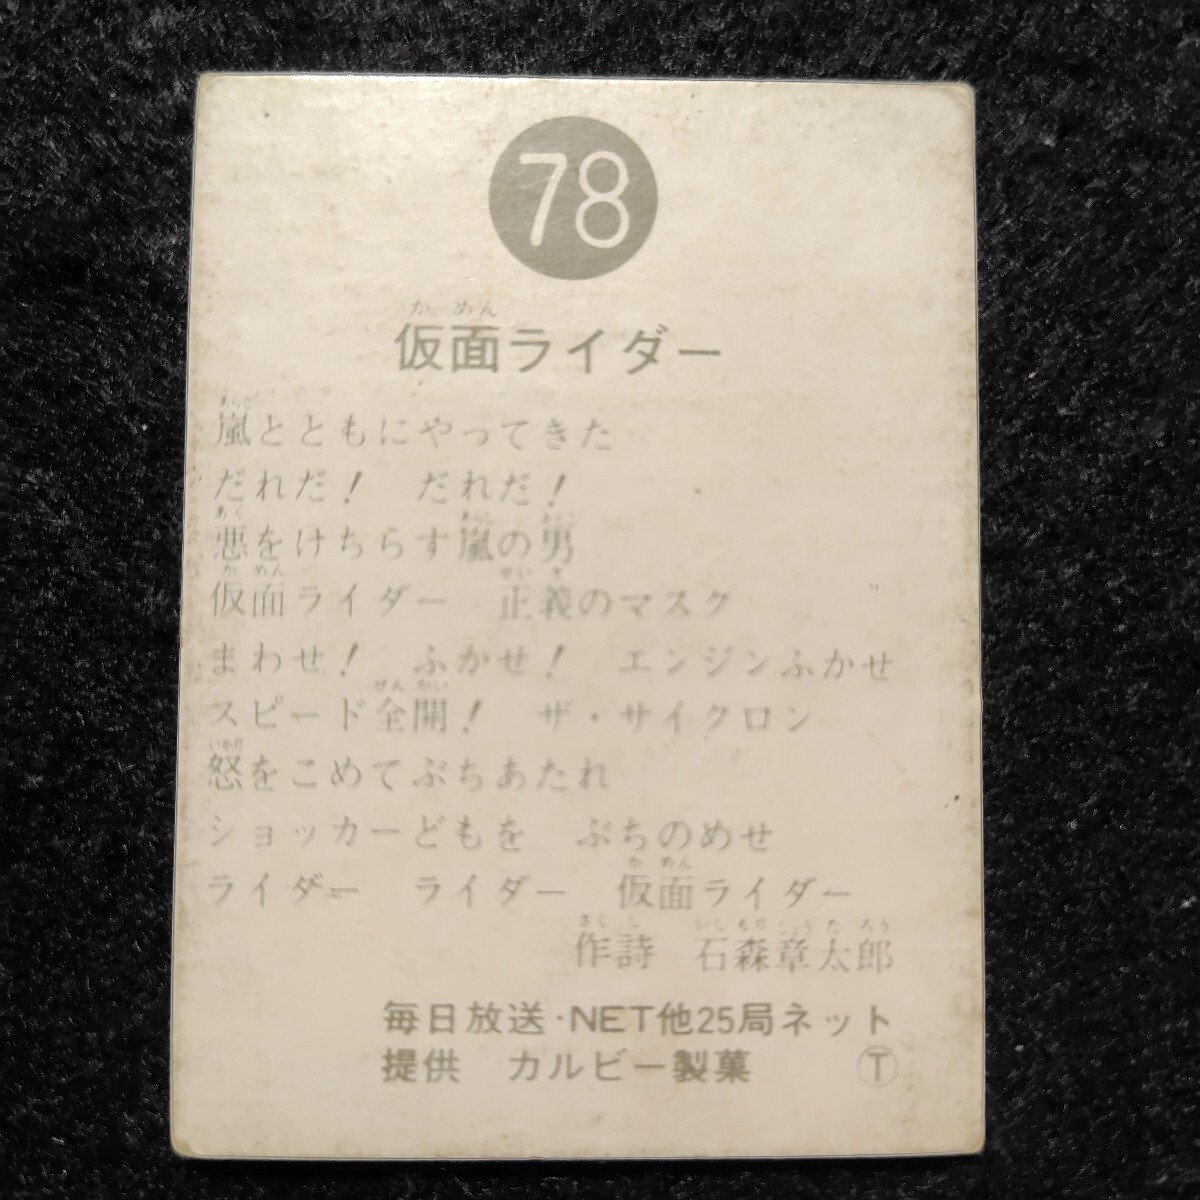 78
仮面ライダー
嵐とともにやってきた
だれだ！ だれだ！
悪をけちらす嵐の男
仮面ライダー 正義のマスク
まわせ！ ふかせ！ エンジンふかせ
スピード全開！ ザ・サイクロン
怒をこめてぶちあたれ
ショッカーどもを ぶちのめせ
ライダー ライダー 仮面ライダー
作詩 石森章太郎
毎日放送・NET他25局ネット
提供 カルビー製菓 Ⓣ